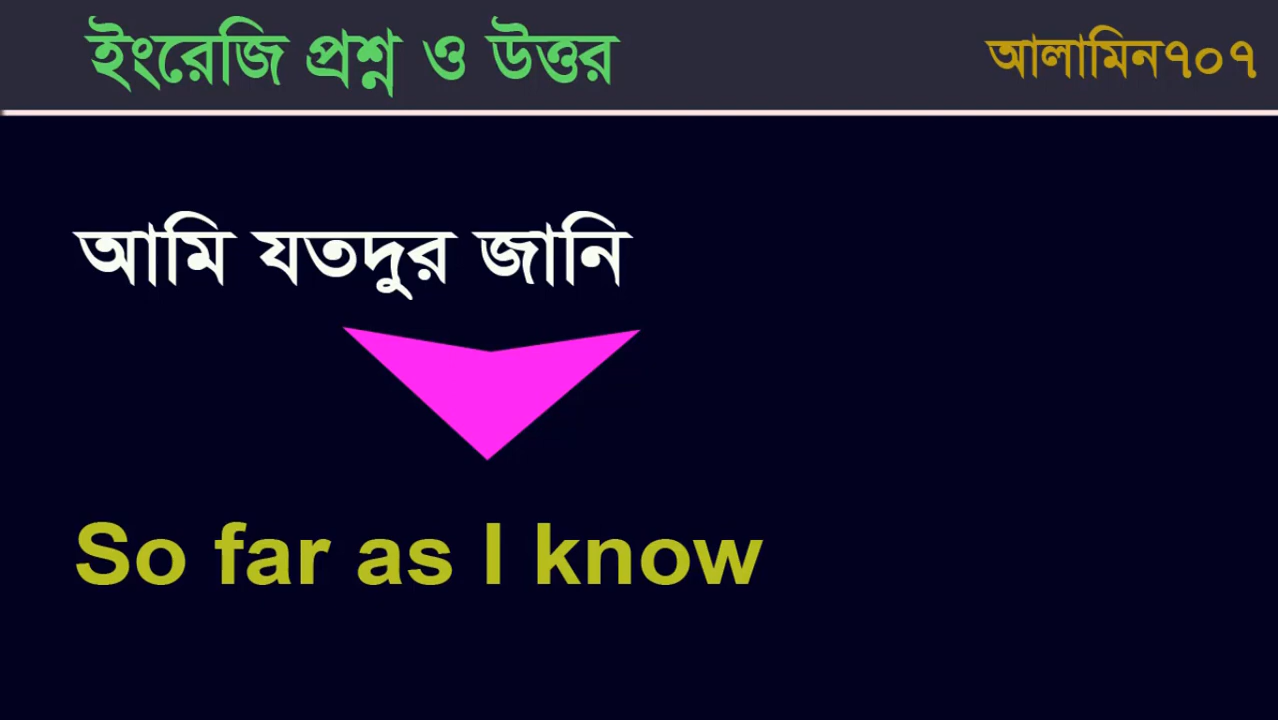 ইংরেজি প্রশ্ন ও উত্তর
আলামিন৭০৭
আমি যতদুর জানি
So far as I know